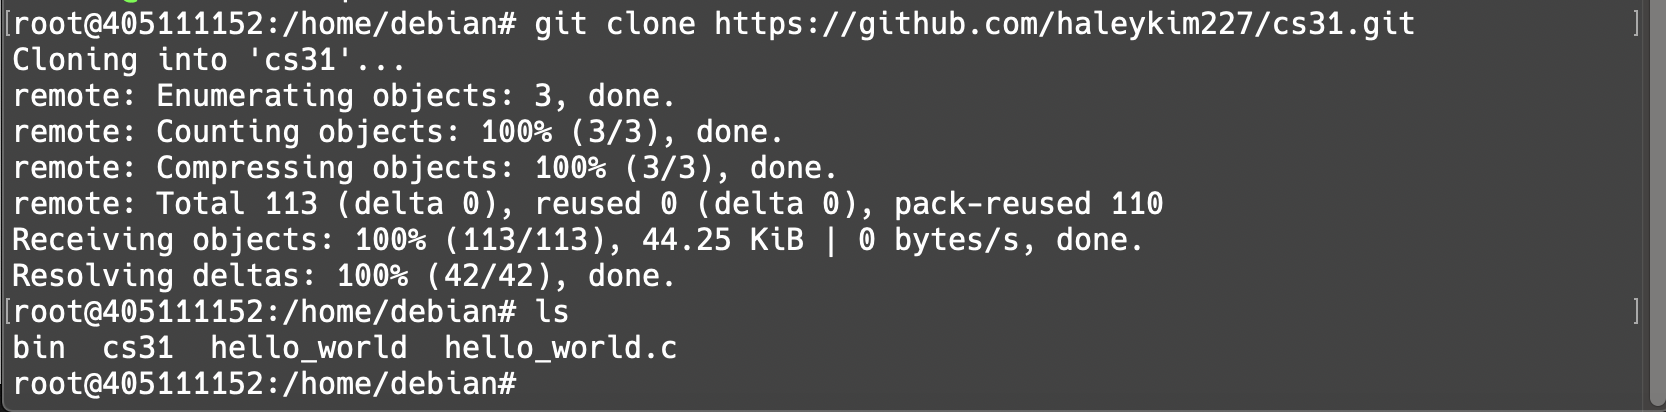 [root@405111152:/home/debian# git clone https://github.com/haleykim227/cs31.git ]
Cloning into 'cs31'...
remote: Enumerating objects: 3, done.
remote: Counting objects: 100% (3/3), done.
remote: Compressing objects: 100% (3/3), done.
remote: Total 113 (delta 0), reused 0 (delta 0), pack-reused 110
Receiving objects: 100% (113/113), 44.25 KiB | 0 bytes/s, done.
Resolving deltas: 100% (42/42), done.
[root@405111152:/home/debian# ls ]
bin  cs31  hello_world  hello_world.c
root@405111152:/home/debian#